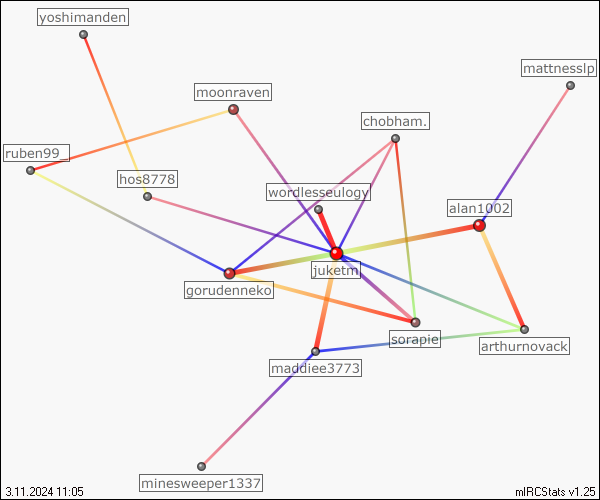 yoshimanden
mattnesslp
moonraven
chobham.
ruben99_
hos8778
wordlesseulogy
alan1002
juketm
gorudenneko
sorapie
arthurnovack
maddiee3773
minesweeper1337
3.11.2024 11:05
mIRCStats v1.25